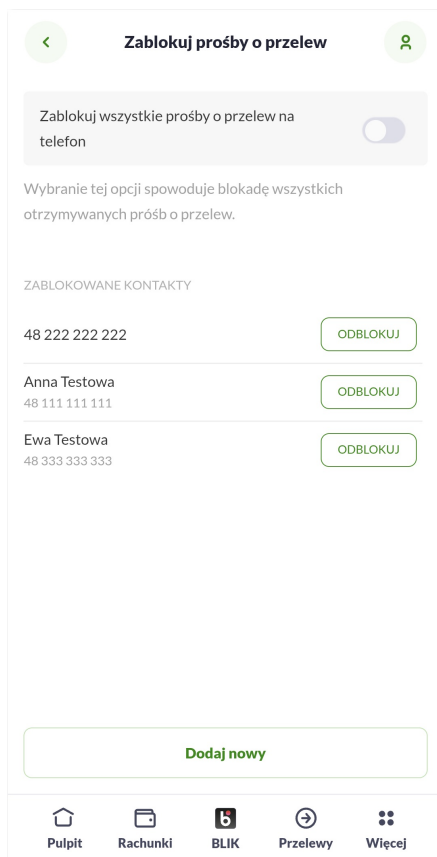 Zablokuj prośby o przelew
Zablokuj wszystkie prośby o przelew na
telefon
Wybranie tej opcji spowoduje blokadę wszystkich
otrzymywanych próśb o przelew.
ZABLOKOWANE KONTAKTY
48 222 222 222
ODBLOKUJ
Anna Testowa
48 111 111 111
ODBLOKUJ
Ewa Testowa
48 333 333 333
ODBLOKUJ
Dodaj nowy
Pulpit
Rachunki
BLIK
Przelewy
Więcej